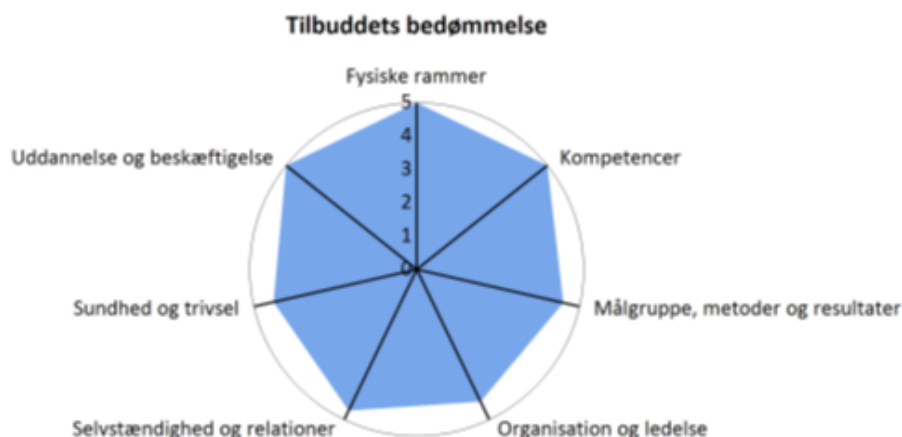 Tilbuddets bedømmelse
Fysiske rammer
5
4
3
2
1
0
Uddannelse og beskæftigelse
Kompetencer
Sundhed og trivsel
Målgruppe, metoder og resultater
Selvstændighed og relationer
Organisation og ledelse